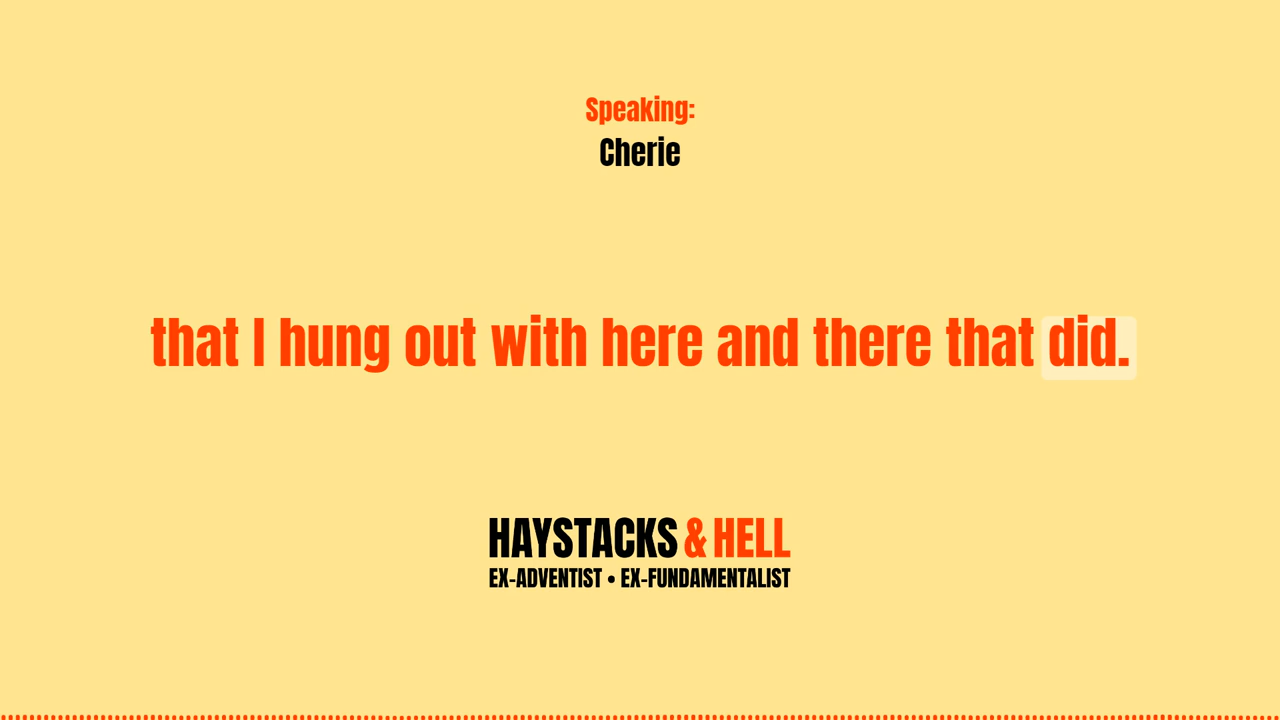 Speaking:
Cherie
that I hung out with here and there that did.
HAYSTACKS & HELL
EX-ADVENTIST • EX-FUNDAMENTALIST